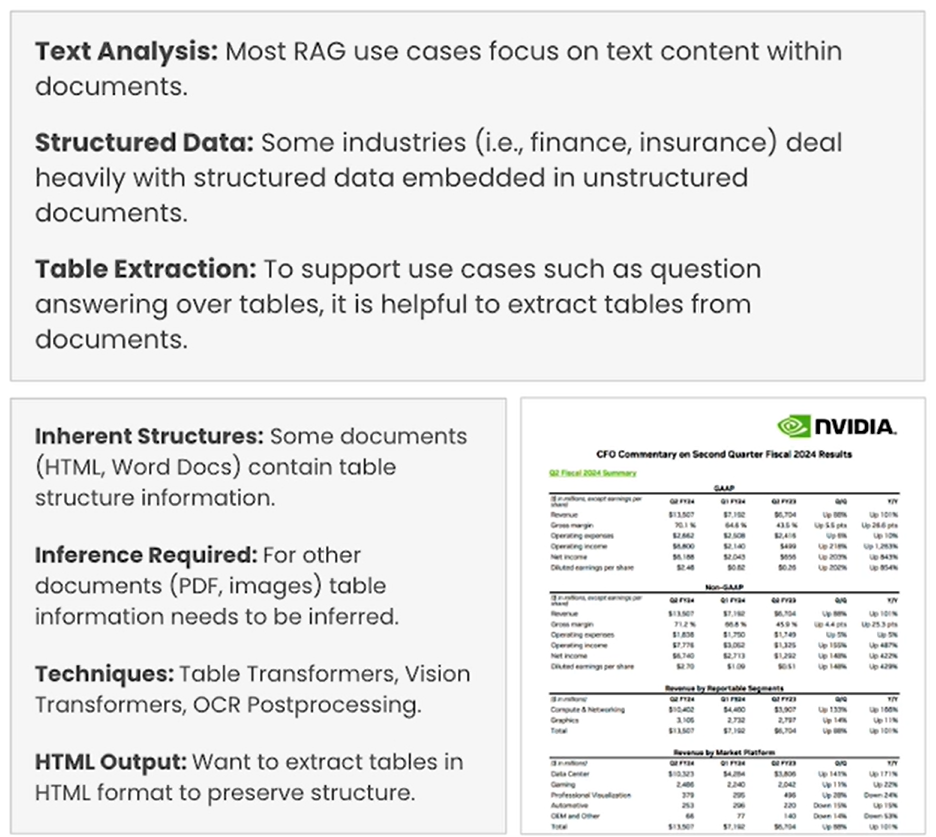 Text Analysis: Most RAG use cases focus on text content within
documents.
Structured Data: Some industries (i.e., finance, insurance) deal
heavily with structured data embedded in unstructured
documents.
Table Extraction: To support use cases such as question
answering over tables, it is helpful to extract tables from
documents.
Inherent Structures: Some documents
(HTML, Word Docs) contain table
structure information.
Inference Required: For other
documents (PDF, images) table
information needs to be inferred.
Techniques: Table Transformers, Vision
Transformers, OCR Postprocessing.
HTML Output: Want to extract tables in
HTML format to preserve structure.
NVIDIA.
CFO Commentary on Second Quarter Fiscal 2024 Results
Q2 Fiscal 2024 Summary
GAAP
($ in millions, except earnings per share) Q2 FY24 Q1 FY24 Q2 FY23 Q/Q Y/Y
Revenue $13,507 $7,192 $6,704 Up 88% Up 101%
Gross margin 70.1 % 64.6 % 43.5 % Up 5.5 pts Up 26.6 pts
Operating expenses $2,662 $2,508 $2,416 Up 6% Up 10%
Operating income $6,800 $2,140 $499 Up 218% Up 1,263%
Net income $6,188 $2,043 $656 Up 203% Up 843%
Diluted earnings per share $2.48 $0.82 $0.26 Up 202% Up 854%
Non-GAAP
($ in millions, except earnings per share) Q2 FY24 Q1 FY24 Q2 FY23 Q/Q Y/Y
Revenue $13,507 $7,192 $6,704 Up 88% Up 101%
Gross margin 71.2 % 66.8 % 45.9 % Up 4.4 pts Up 25.3 pts
Operating expenses $1,838 $1,750 $1,749 Up 5% Up 5%
Operating income $7,776 $3,052 $1,325 Up 155% Up 487%
Net income $6,740 $2,713 $1,292 Up 148% Up 422%
Diluted earnings per share $2.70 $1.09 $0.51 Up 148% Up 429%
Revenue by Reportable Segments
($ in millions) Q2 FY24 Q1 FY24 Q2 FY23 Q/Q Y/Y
Compute & Networking $10,402 $4,460 $3,907 Up 133% Up 166%
Graphics 3,105 2,732 2,797 Up 14% Up 11%
Total $13,507 $7,192 $6,704 Up 88% Up 101%
Revenue by Market Platform
($ in millions) Q2 FY24 Q1 FY24 Q2 FY23 Q/Q Y/Y
Data Center $10,323 $4,284 $3,806 Up 141% Up 171%
Gaming 2,486 2,240 2,042 Up 11% Up 22%
Professional Visualization 379 295 496 Up 28% Down 24%
Automotive 253 296 220 Down 15% Up 15%
OEM and Other 66 77 140 Down 14% Down 53%
Total $13,507 $7,192 $6,704 Up 88% Up 101%